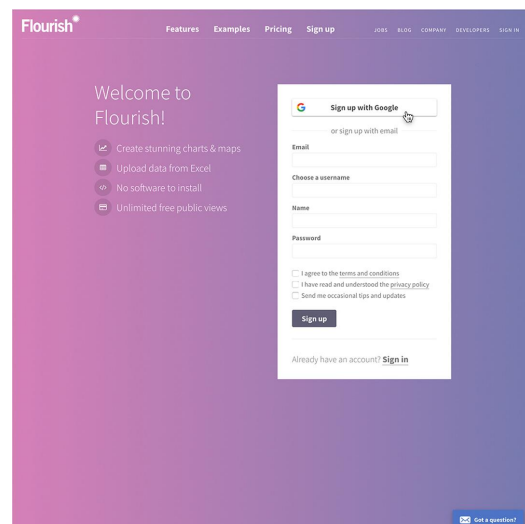 Flourish
Features Examples Pricing Sign up JOBS BLOG COMPANY DEVELOPERS SIGN IN
Welcome to
Flourish!
Create stunning charts & maps
Upload data from Excel
No software to install
Unlimited free public views
G Sign up with Google
or sign up with email
Email
Choose a username
Name
Password
I agree to the terms and conditions
I have read and understood the privacy policy
Send me occasional tips and updates
Sign up
Already have an account? Sign in
Got a question?